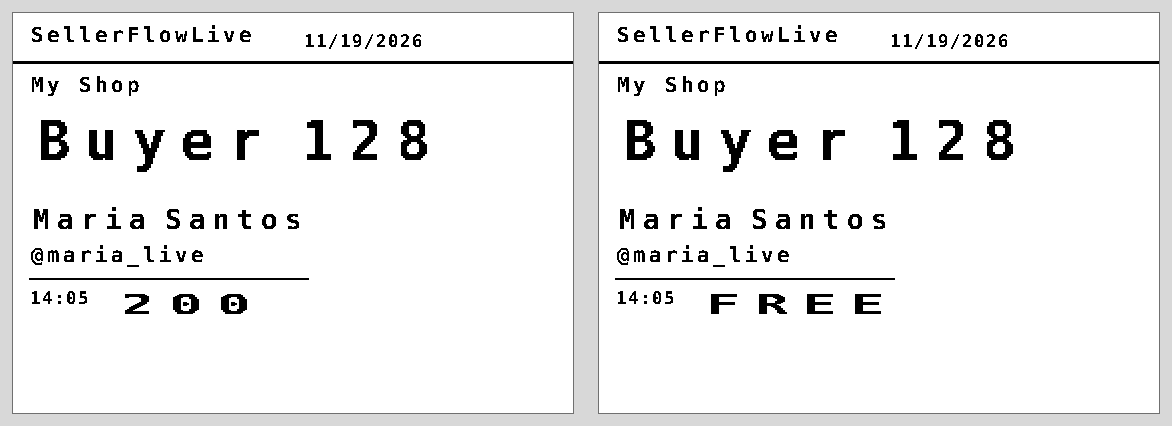 SellerFlowLive 11/19/2026
My Shop
Buyer 128
Maria Santos
@maria_live
14:05 200
SellerFlowLive 11/19/2026
My Shop
Buyer 128
Maria Santos
@maria_live
14:05 FREE